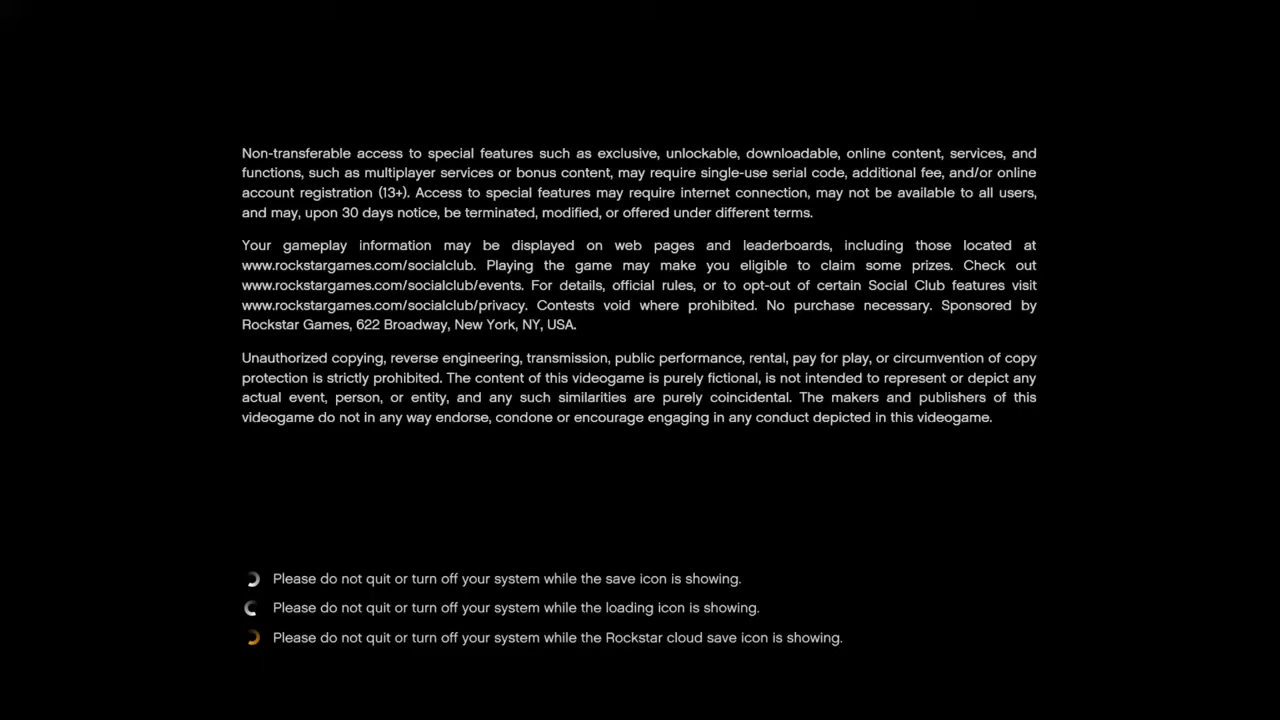 Non-transferable access to special features such as exclusive, unlockable, downloadable, online content, services, and
functions, such as multiplayer services or bonus content, may require single-use serial code, additional fee, and/or online
account registration (13+). Access to special features may require internet connection, may not be available to all users,
and may, upon 30 days notice, be terminated, modified, or offered under different terms.
Your gameplay information may be displayed on web pages and leaderboards, including those located at
www.rockstargames.com/socialclub. Playing the game may make you eligible to claim some prizes. Check out
www.rockstargames.com/socialclub/events. For details, official rules, or to opt-out of certain Social Club features visit
www.rockstargames.com/socialclub/privacy. Contests void where prohibited. No purchase necessary. Sponsored by
Rockstar Games, 622 Broadway, New York, NY, USA.
Unauthorized copying, reverse engineering, transmission, public performance, rental, pay for play, or circumvention of copy
protection is strictly prohibited. The content of this videogame is purely fictional, is not intended to represent or depict any
actual event, person, or entity, and any such similarities are purely coincidental. The makers and publishers of this
videogame do not in any way endorse, condone or encourage engaging in any conduct depicted in this videogame.
Please do not quit or turn off your system while the save icon is showing.
Please do not quit or turn off your system while the loading icon is showing.
Please do not quit or turn off your system while the Rockstar cloud save icon is showing.